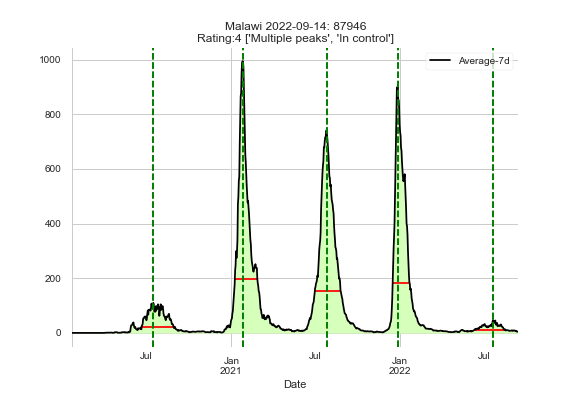 Malawi 2022-09-14: 87946
Rating:4 ['Multiple peaks', 'In control']
Average-7d
1000
800
600
400
200
0
Jul
Jan
2021
Jul
Jan
2022
Jul
Date